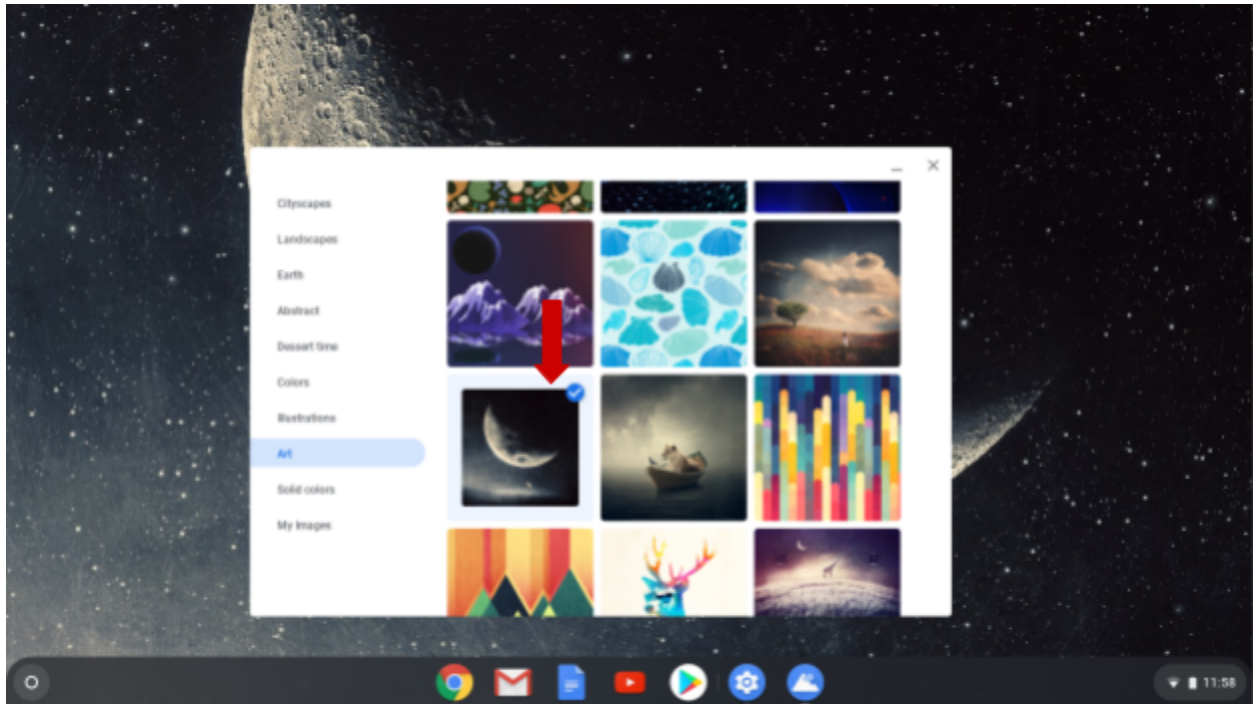 Cityscapes
Landscapes
Earth
Abstract
Dessert time
Colors
Illustrations
Art
Solid colors
My Images
11:58